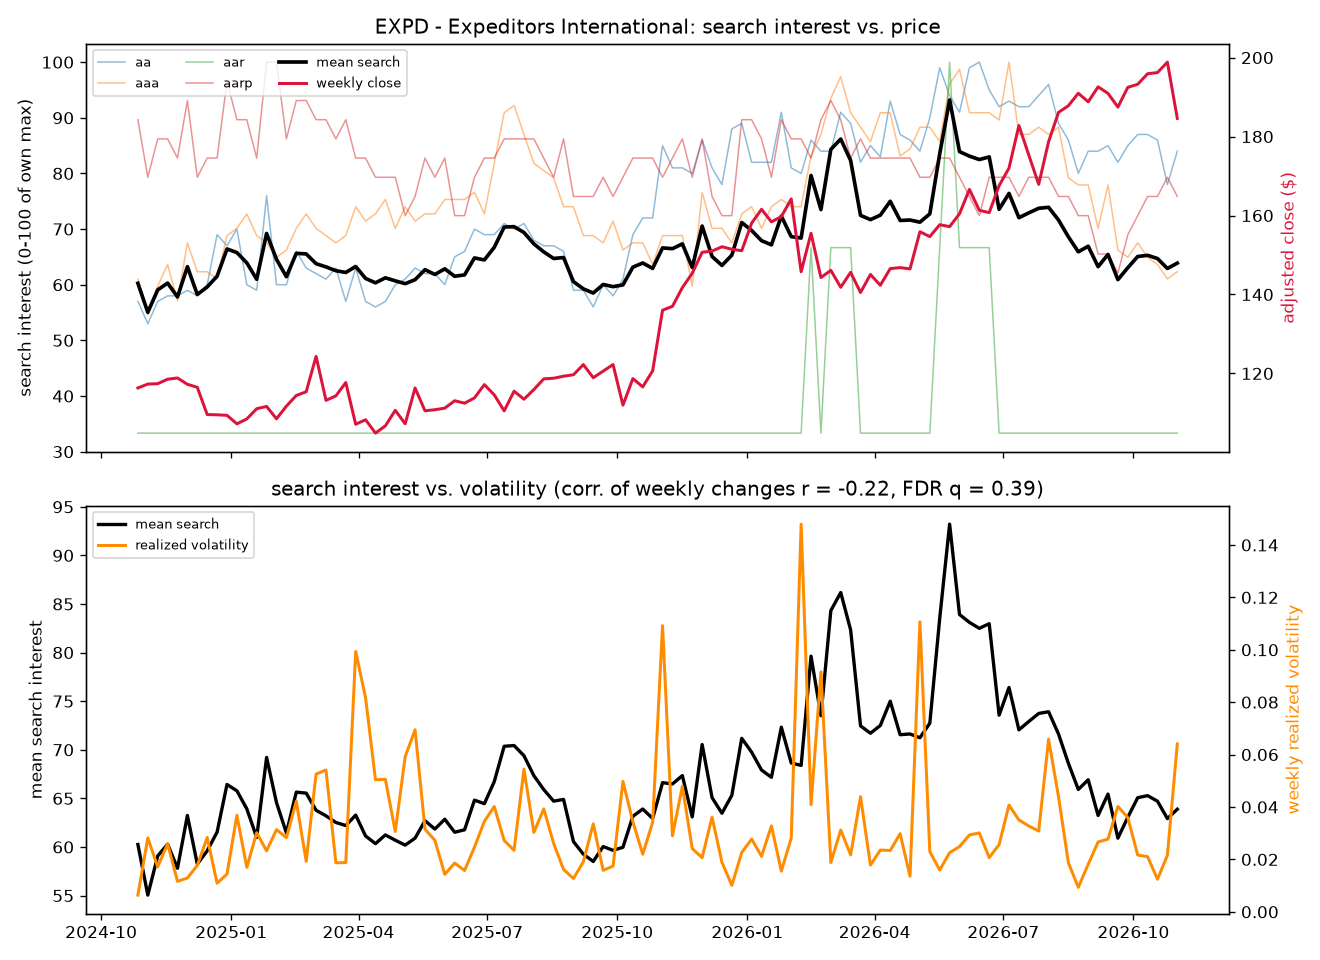 EXPD - Expeditors International: search interest vs. price
aa
aaa
aar
aarp
mean search
weekly close
search interest (0-100 of own max)
100
90
80
70
60
50
40
30
200
180
160
140
120
adjusted close ($)
search interest vs. volatility (corr. of weekly changes r = -0.22, FDR q = 0.39)
mean search
realized volatility
mean search interest
95
90
85
80
75
70
65
60
55
0.14
0.12
0.10
0.08
0.06
0.04
0.02
0.00
weekly realized volatility
2024-10
2025-01
2025-04
2025-07
2025-10
2026-01
2026-04
2026-07
2026-10